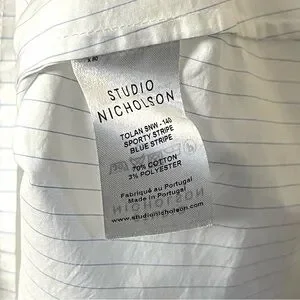 STUDIO
NICHOLSON
TOLAN SNW - 140
SPORTY STRIPE
BLUE STRIPE
70% COTTON
3% POLYESTER
Fabriqué au Portugal
Made in Portugal
www.studionicholson.com